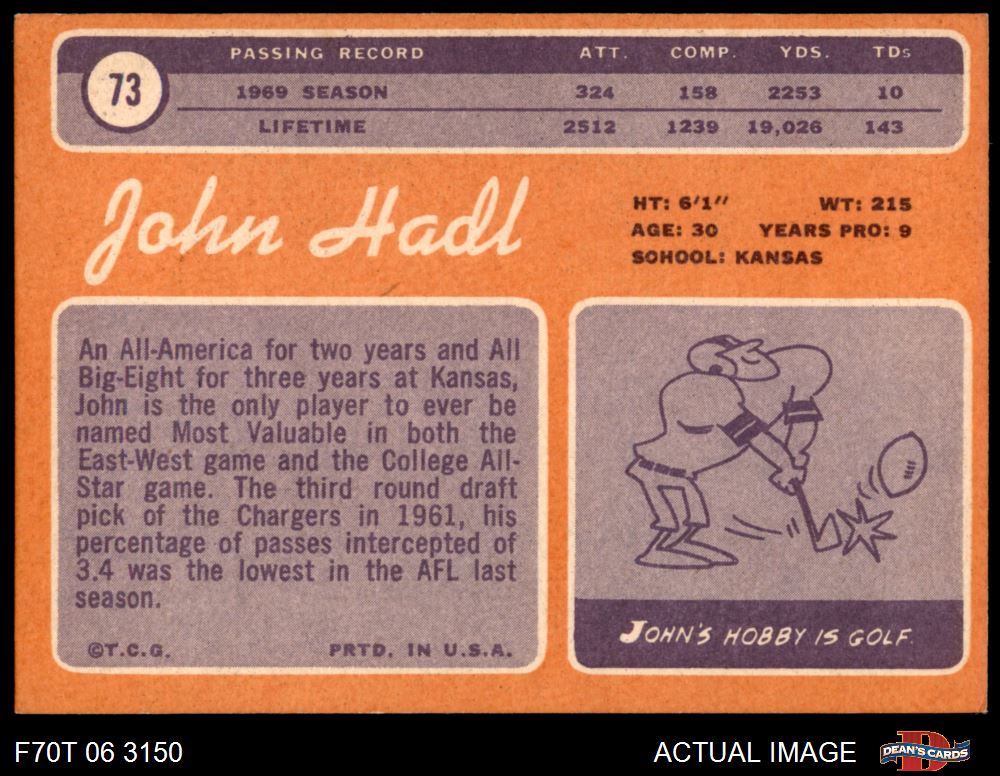 PASSING RECORD ATT. COMP. YDS. TDs
73
1969 SEASON 324 158 2253 10
LIFETIME 2512 1239 19,026 143
John Hadl
HT: 6'1" WT: 215
AGE: 30 YEARS PRO: 9
SOHOOL: KANSAS
An All-America for two years and All
Big-Eight for three years at Kansas,
John is the only player to ever be
named Most Valuable in both the
East-West game and the College All-
Star game. The third round draft
pick of the Chargers in 1961, his
percentage of passes intercepted of
3.4 was the lowest in the AFL last
season.
©T.C.G. PRTD. IN U.S.A.
JOHN'S HOBBY IS GOLF.
F70T 06 3150 ACTUAL IMAGE
D
DEAN'S CARDS